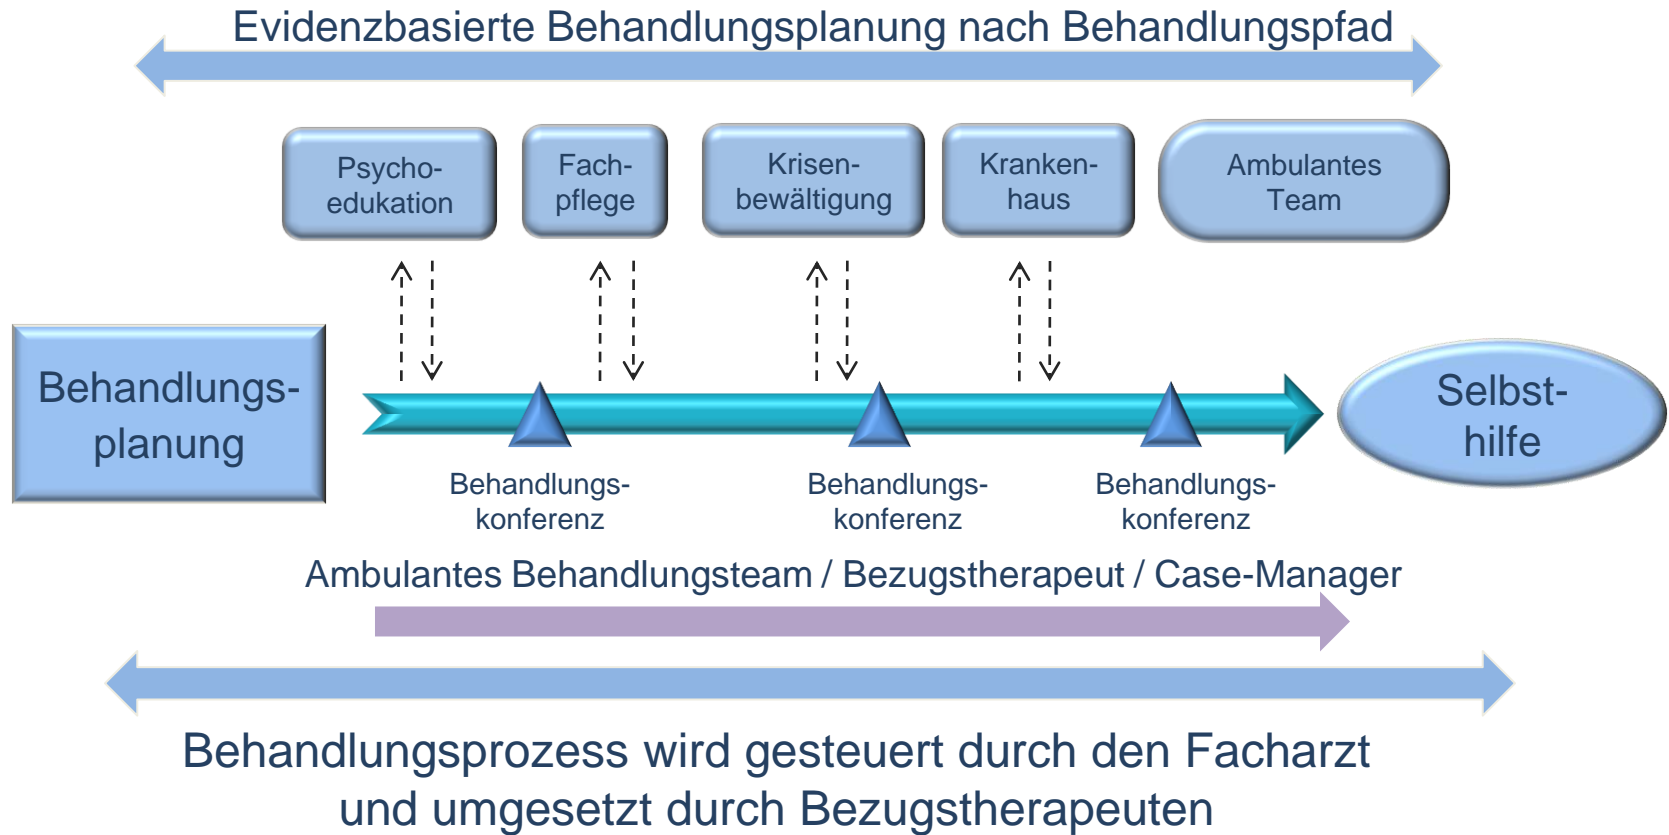 Evidenzbasierte Behandlungsplanung nach Behandlungspfad
Psycho-
edukation
Fach-
pflege
Krisen-
bewältigung
Kranken-
haus
Ambulantes
Team
Behandlungs-
planung
Selbst-
hilfe
Behandlungs-
konferenz
Behandlungs-
konferenz
Behandlungs-
konferenz
Ambulantes Behandlungsteam / Bezugstherapeut / Case-Manager
Behandlungsprozess wird gesteuert durch den Facharzt
und umgesetzt durch Bezugstherapeuten